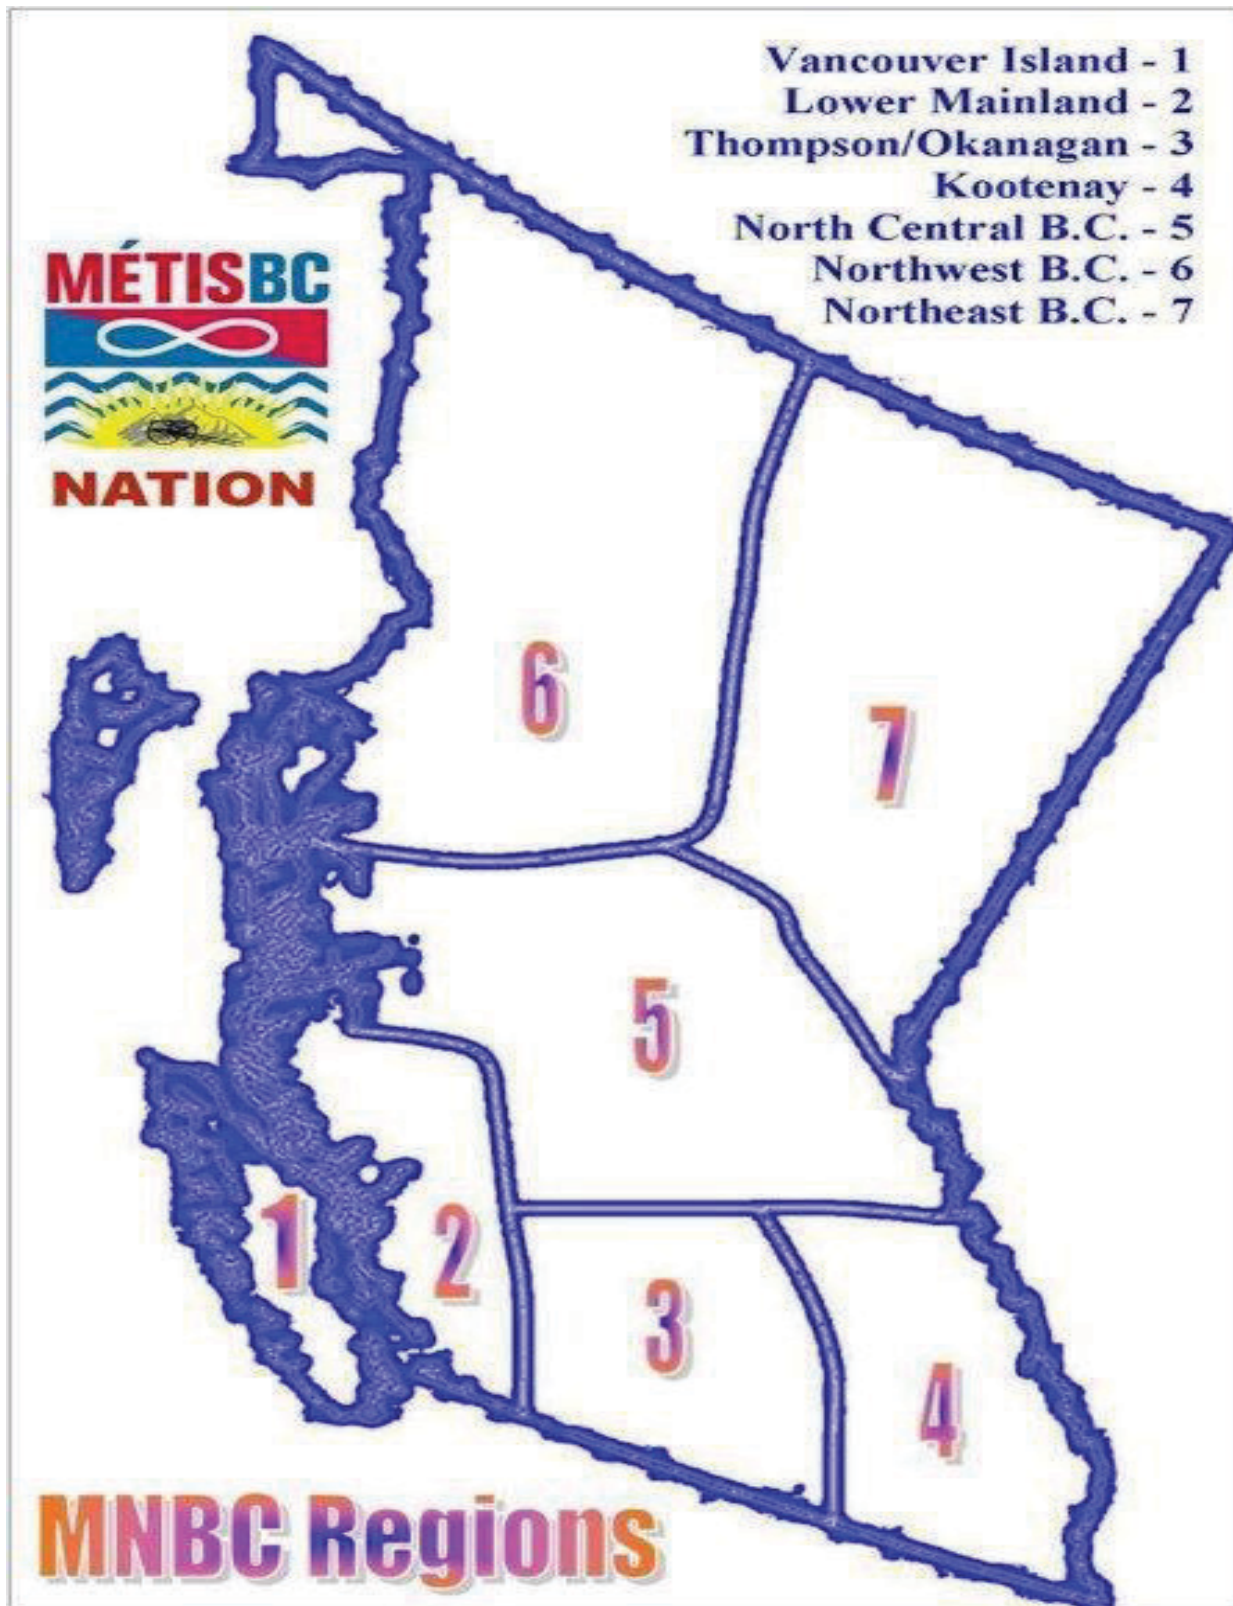 Vancouver Island - 1
Lower Mainland - 2
Thompson/Okanagan - 3
Kootenay - 4
North Central B.C. - 5
Northwest B.C. - 6
Northeast B.C. - 7
MÉTISBC
NATION
6
7
5
1
2
3
4
MNBC Regions